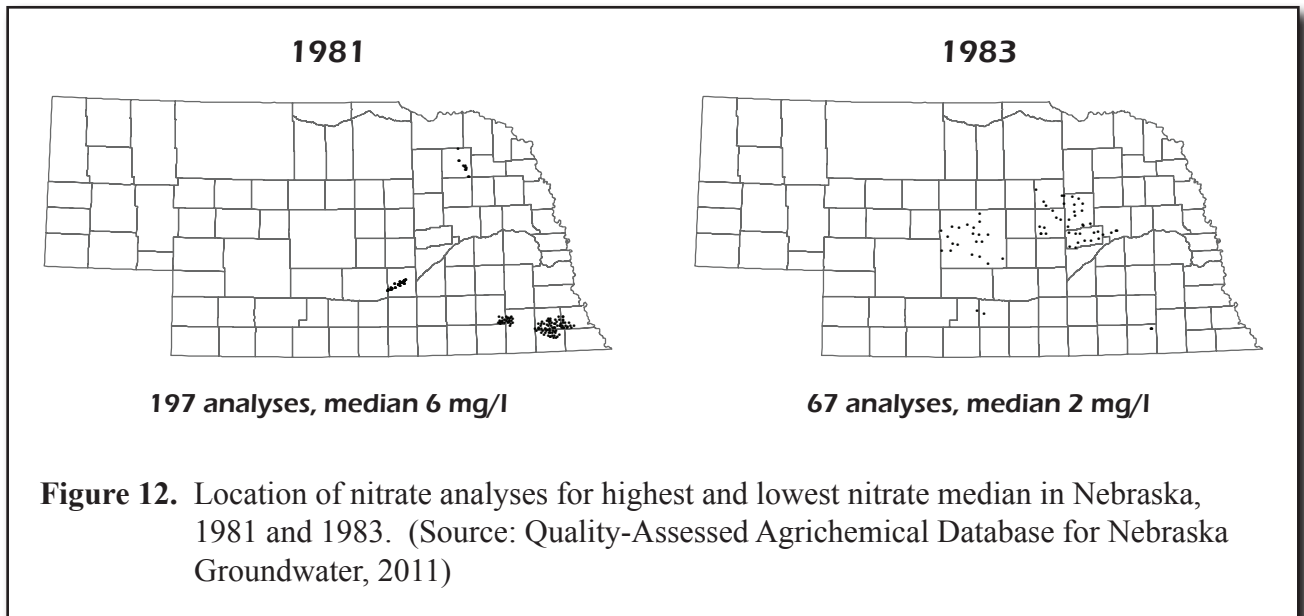 1981
1983
197 analyses, median 6 mg/l
67 analyses, median 2 mg/l
Figure 12. Location of nitrate analyses for highest and lowest nitrate median in Nebraska,
1981 and 1983. (Source: Quality-Assessed Agrichemical Database for Nebraska
Groundwater, 2011)